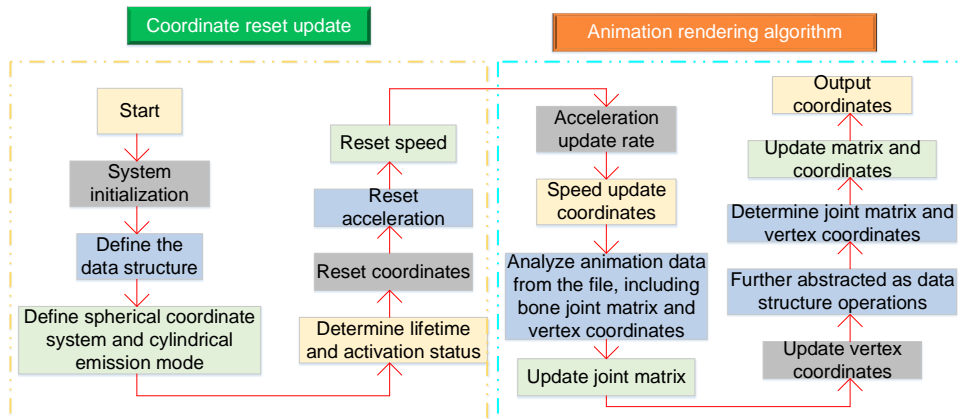 Coordinate reset update
Animation rendering algorithm
Start
System
initialization
Define the
data structure
Define spherical coordinate
system and cylindrical
emission mode
Determine lifetime
and activation status
Reset coordinates
Reset
acceleration
Reset speed
Acceleration
update rate
Speed update
coordinates
Analyze animation data
from the file, including
bone joint matrix and
vertex coordinates
Update joint matrix
Update vertex
coordinates
Further abstracted as data
structure operations
Determine joint matrix and
vertex coordinates
Update matrix and
coordinates
Output
coordinates